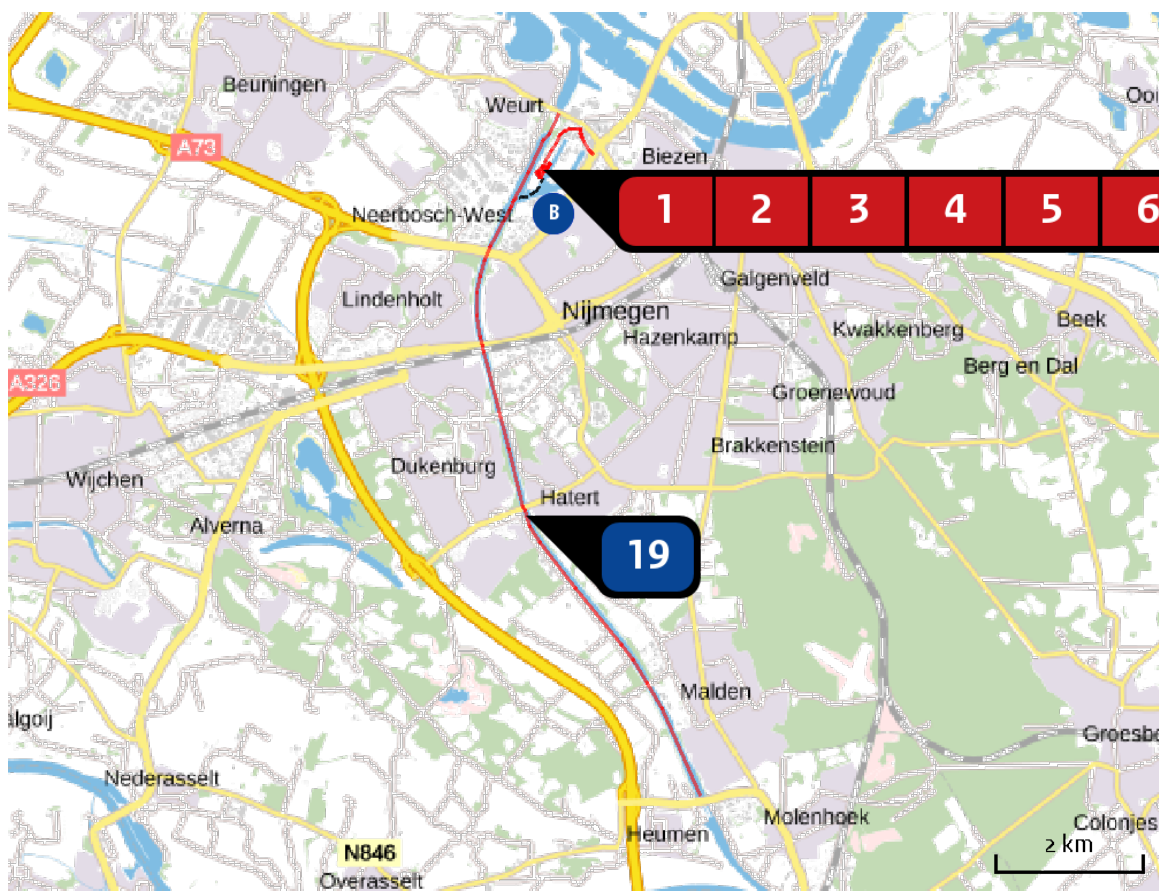 Beuningen
Weurt
Ooi
A73
Biezen
Neerbosch-West
B
1 2 3 4 5 6
Galgenveld
Lindenholt
Nijmegen
Hazenkamp
Kwakkenberg
Beek
Berg en Dal
A326
Groenewoud
Brakkenstein
Dukenburg
Wijchen
Hatert
Alverna
19
Malden
algoij
Groesbe
Nederasselt
Molenhoek
Colonjes
Heumen
2 km
N846
Overasselt